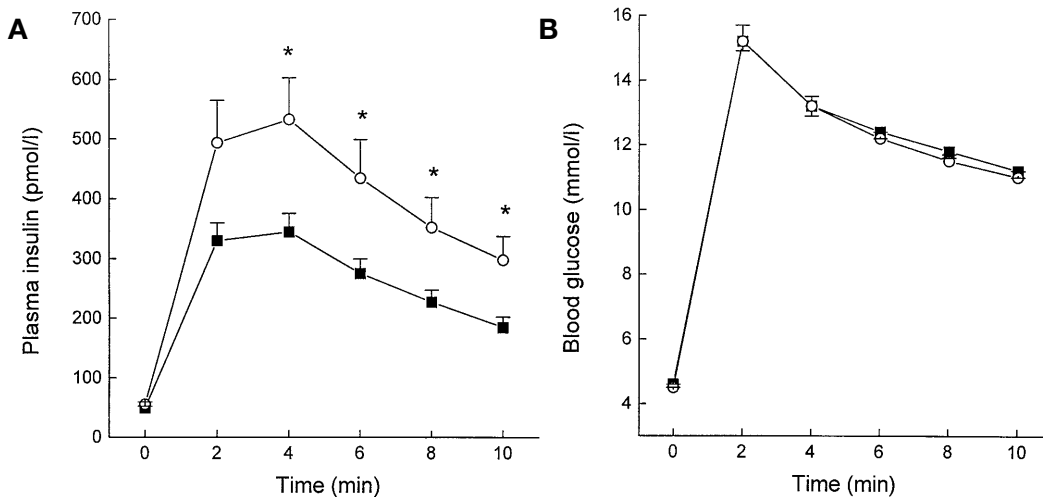 A
700
600
500
400
300
200
100
0
Plasma insulin (pmol/l)
* * * * *
0 2 4 6 8 10
Time (min)
B
16
14
12
10
8
6
4
Blood glucose (mmol/l)
0 2 4 6 8 10
Time (min)